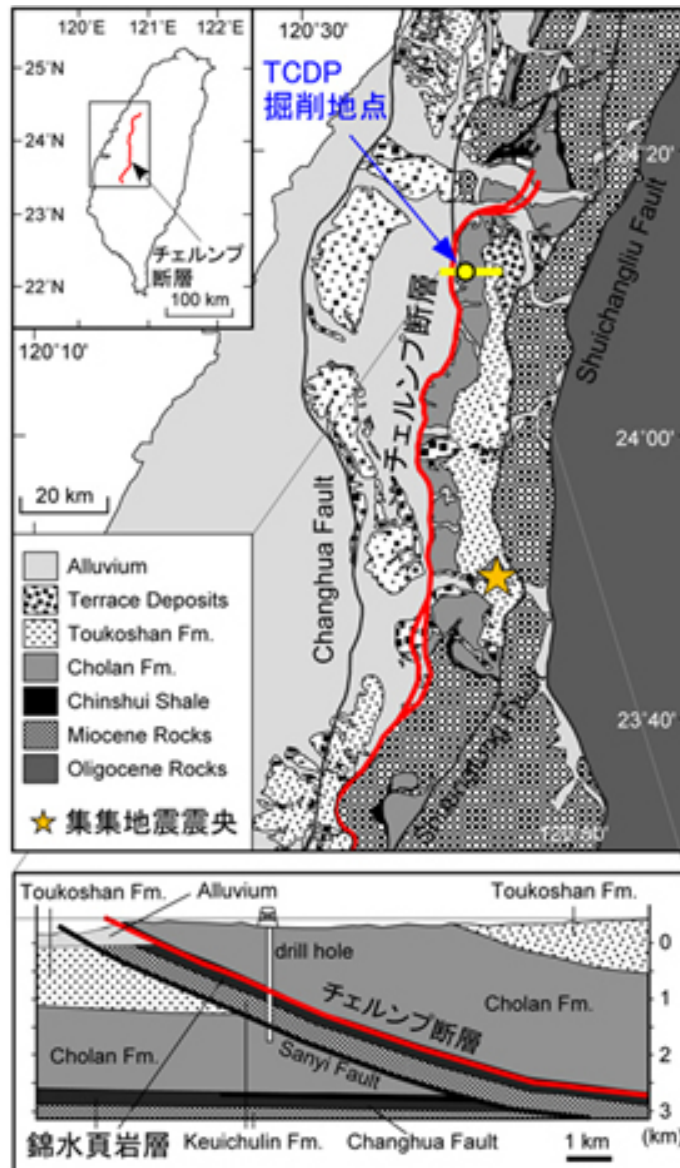 120°E 121°E
25°N
24°N
23°N
22°N
チェルンプ
断層
100 km
120°30'
TCDP
掘削地点
24°20'
Shuichangliu Fault
チェルンプ断層
120°10'
24°00'
20 km
Changhua Fault
23°40'
Alluvium
Terrace Deposits
Toukoshan Fm.
Cholan Fm.
Chinshui Shale
Miocene Rocks
Oligocene Rocks
集集地震震央
Toukoshan Fm.
Alluvium
Toukoshan Fm.
drill hole
0
チェルンプ断層
Cholan Fm.
1
Cholan Fm.
Sanyi Fault
2
3
(km)
錦水頁岩層
Keuichulin Fm.
Changhua Fault
1 km